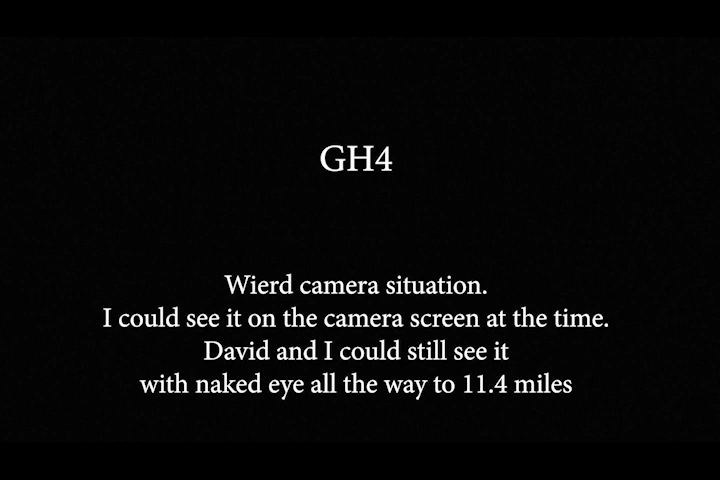 GH4
Wierd camera situation.
I could see it on the camera screen at the time.
David and I could still see it
with naked eye all the way to 11.4 miles